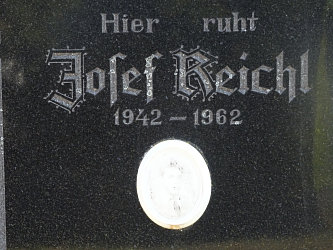 Hier ruht
Josef Reichl
1942 – 1962